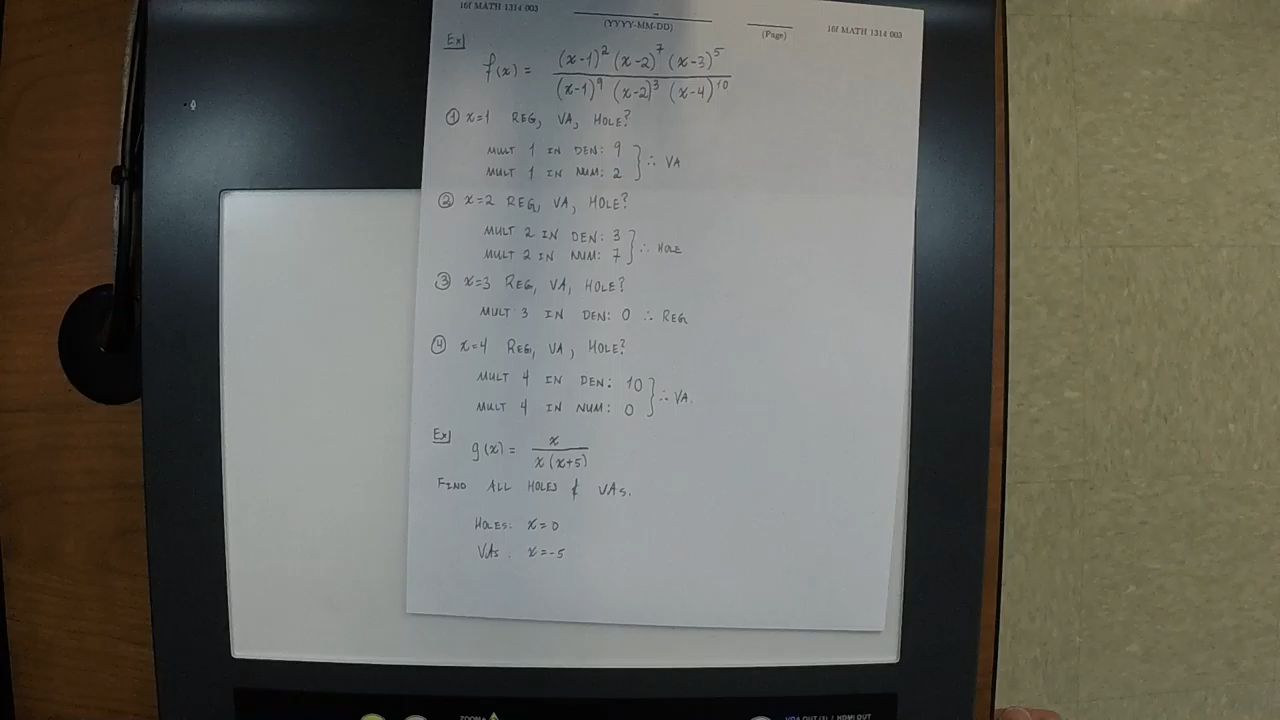 16f MATH 1314 003
(YYYY-MM-DD)
(Page)
16f MATH 1314 003
Ex
f(x) = (x-1)² (x-2)⁷ (x-3)⁵ / (x-1)⁹ (x-2)³ (x-4)¹⁰
① x=1 REG, VA, HOLE?
MULT 1 IN DEN: 9
MULT 1 IN NUM: 2 } ∴ VA
② x=2 REG, VA, HOLE?
MULT 2 IN DEN: 3
MULT 2 IN NUM: 7 } ∴ HOLE
③ x=3 REG, VA, HOLE?
MULT 3 IN DEN: 0 ∴ REG
④ x=4 REG, VA, HOLE?
MULT 4 IN DEN: 10
MULT 4 IN NUM: 0 } ∴ VA.
Ex
g(x) = x / x(x+5)
FIND ALL HOLES & VAs.
HOLES: x=0
VAs: x=-5